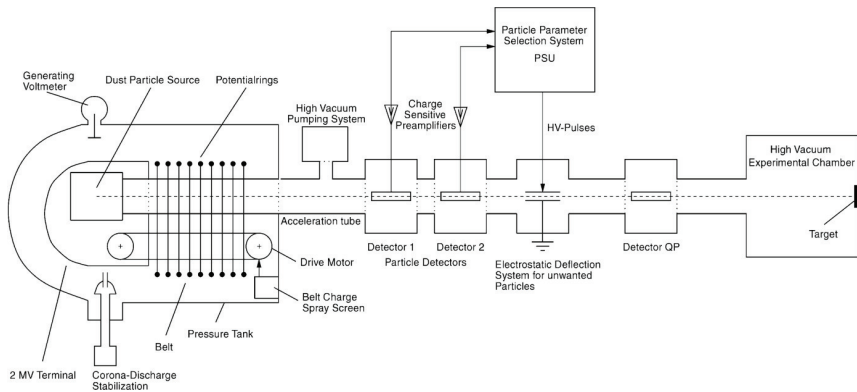 Generating
Voltmeter
Dust Particle Source
Potentialrings
High Vacuum
Pumping System
Charge
Sensitive
Preamplifiers
Particle Parameter
Selection System
PSU
HV-Pulses
High Vacuum
Experimental Chamber
Target
Acceleration tube
Detector 1
Detector 2
Particle Detectors
Electrostatic Deflection
System for unwanted
Particles
Detector QP
+
+
Drive Motor
Belt Charge
Spray Screen
Pressure Tank
Belt
2 MV Terminal
Corona-Discharge
Stabilization